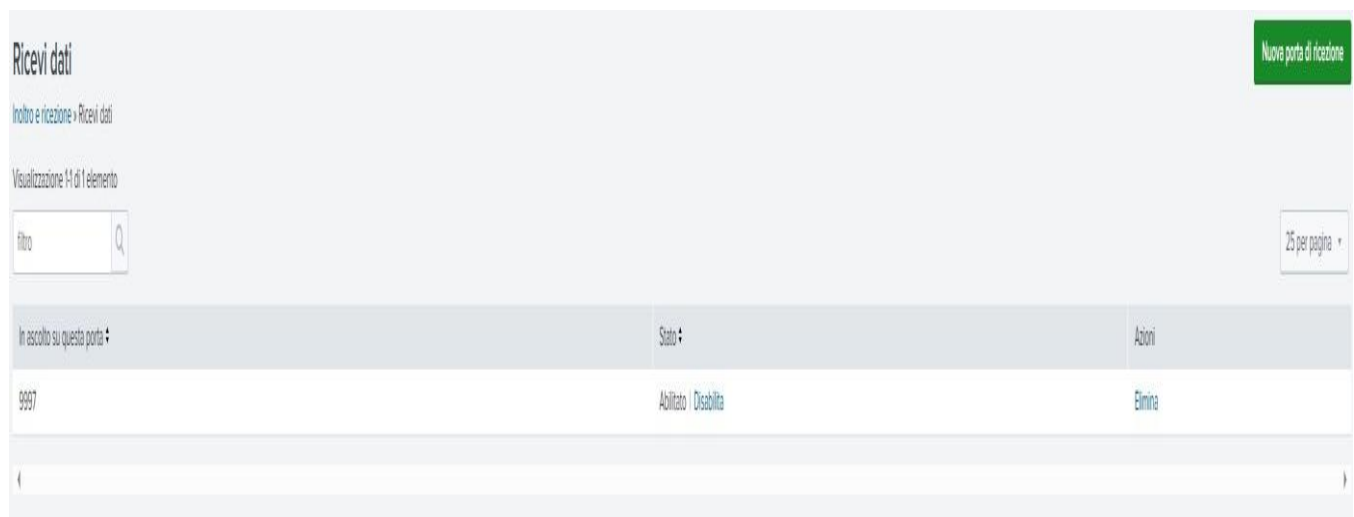 Ricevi dati
Nuova porta di ricezione
Inoltro e ricezione » Ricevi dati
Visualizzazione 1-1 di 1 elemento
filtro
25 per pagina
In ascolto su questa porta Stato Azioni
9997 Abilitato | Disabilita Elimina